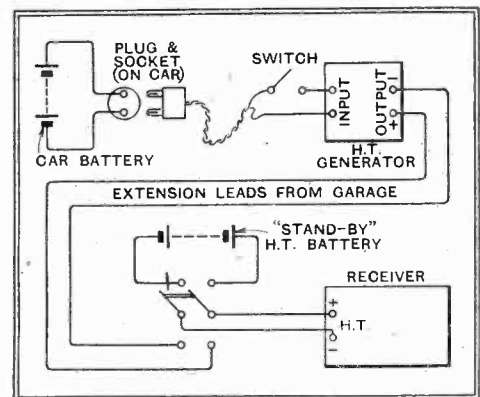 PLUG &
SOCKET
(ON CAR)
SWITCH
INPUT
OUTPUT
-
+
CAR BATTERY
H.T.
GENERATOR
EXTENSION LEADS FROM GARAGE
"STAND-BY"
H.T. BATTERY
RECEIVER
+
H.T.
-